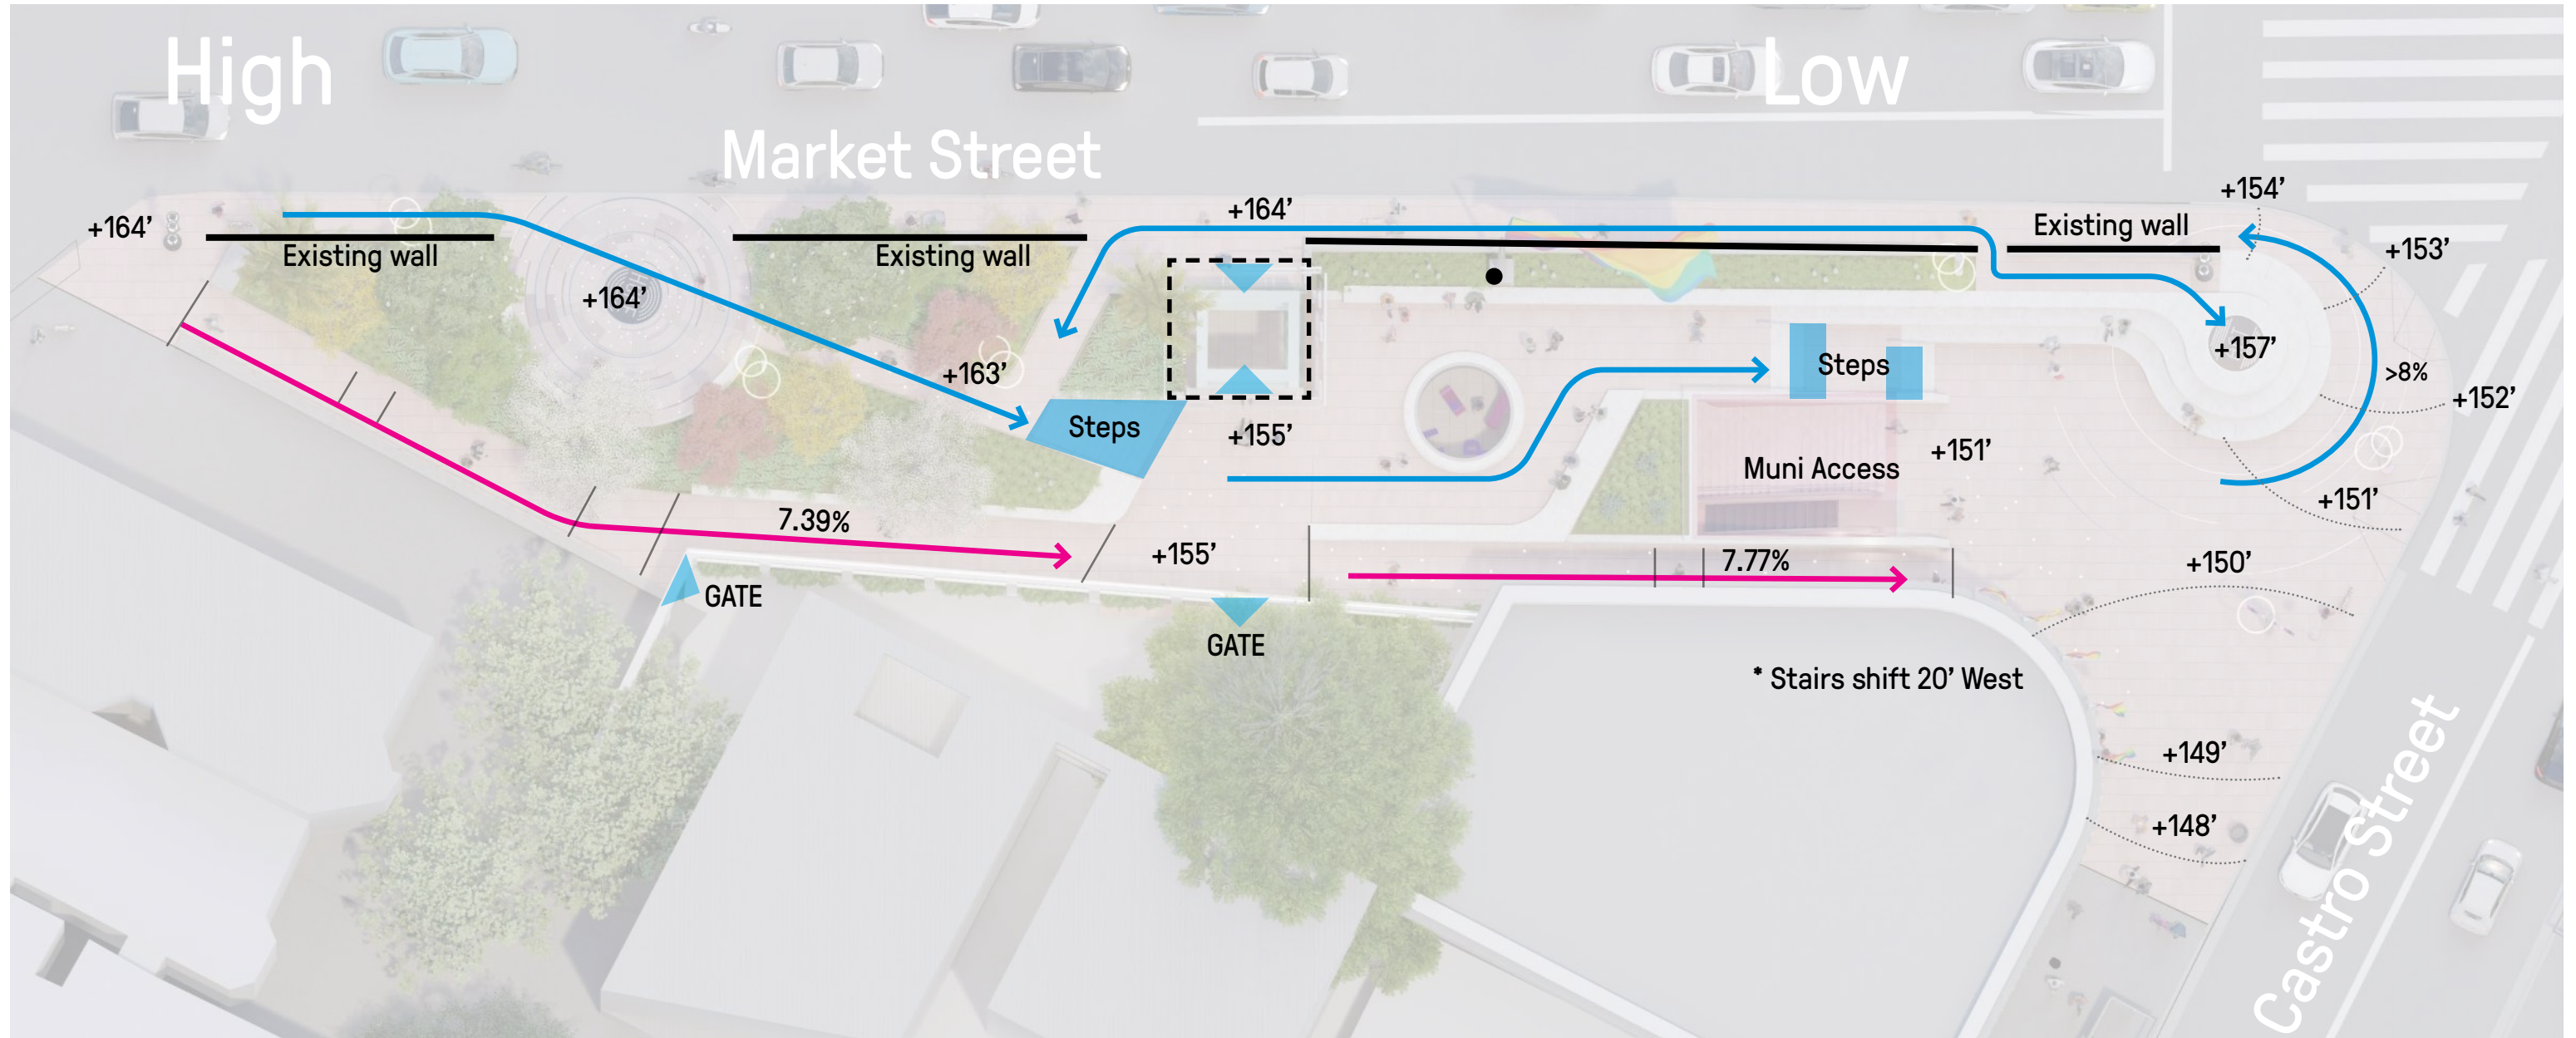 High
Low
Market Street
+154'
+164'
+164'
Existing wall
+153'
Existing wall
Existing wall
+164'
+157'
+163'
Steps
>8%
+152'
Steps
+155'
+151'
Muni Access
+151'
7.39%
+155'
7.77%
+150'
GATE
GATE
* Stairs shift 20' West
+149'
+148'
Castro Street